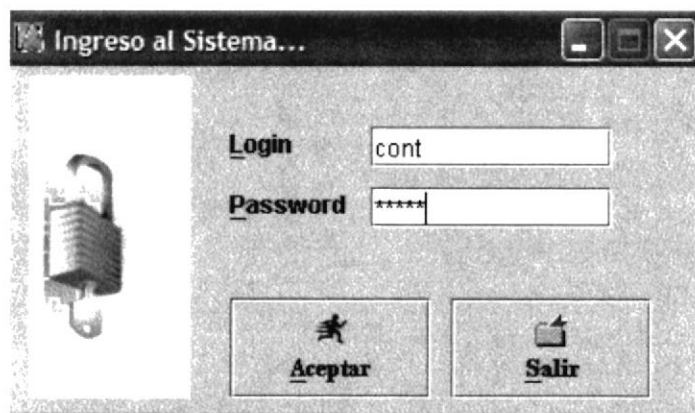 Ingreso al Sistema...
Login cont
Password *****
Aceptar Salir